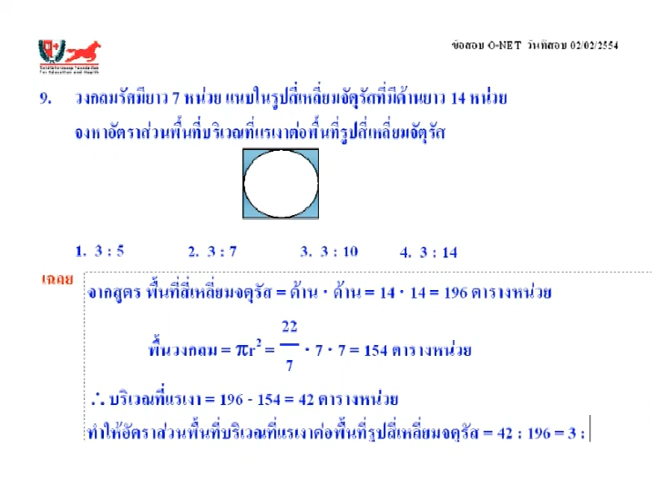 ข้อสอบ O-NET วันที่สอบ 02/02/2554
9. วงกลมรัศมียาว 7 หน่วย แนบในรูปสี่เหลี่ยมจัตุรัสที่มีด้านยาว 14 หน่วย
จงหาอัตราส่วนพื้นที่บริเวณที่แรเงาต่อพื้นที่รูปสี่เหลี่ยมจัตุรัส
1. 3 : 5 2. 3 : 7 3. 3 : 10 4. 3 : 14
เฉลย
จากสูตร พื้นที่สี่เหลี่ยมจตุรัส = ด้าน · ด้าน = 14 · 14 = 196 ตารางหน่วย
พื้นวงกลม = πr² = 22/7 · 7 · 7 = 154 ตารางหน่วย
∴ บริเวณที่แรเงา = 196 - 154 = 42 ตารางหน่วย
ทำให้อัตราส่วนพื้นที่บริเวณที่แรเงาต่อพื้นที่รูปสี่เหลี่ยมจตุรัส = 42 : 196 = 3 :